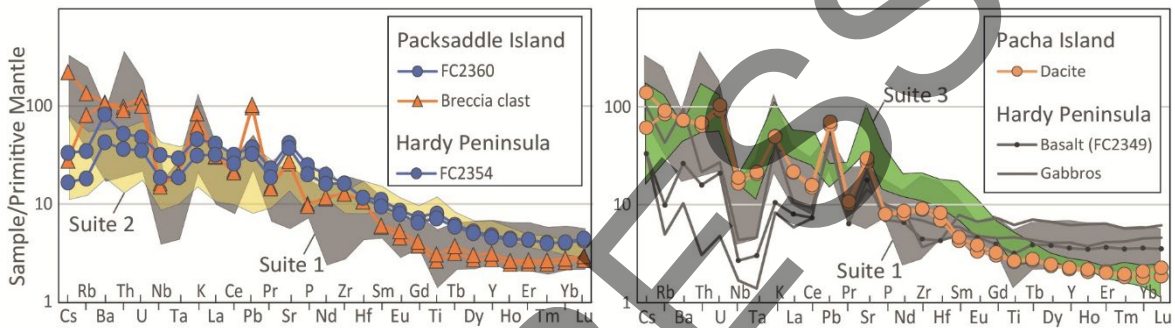 Sample/Primitive Mantle
100
10
1
Packsaddle Island
FC2360
Breccia clast
Hardy Peninsula
FC2354
Suite 2
Suite 1
Rb Th Nb K Ce Pr P Zr Sm Gd Tb Y Er Yb
Cs Ba U Ta La Pb Sr Nd Hf Eu Ti Dy Ho Tm Lu
100
10
1
Pacha Island
Dacite
Hardy Peninsula
Basalt (FC2349)
Gabbros
Suite 3
Suite 1
Rb Th Nb K Ce Pr P Zr Sm Gd Tb Y Er Yb
Cs Ba U Ta La Pb Sr Nd Hf Eu Ti Dy Ho Tm Lu